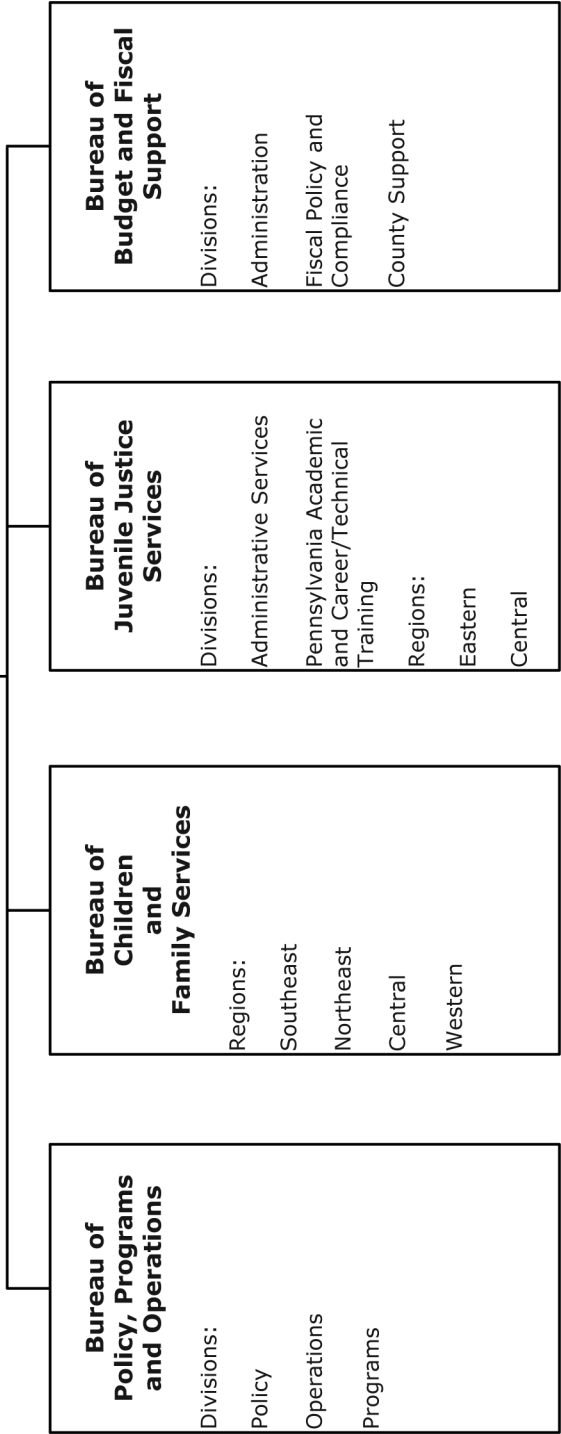 Bureau of
Policy, Programs
and Operations
Divisions:
Policy
Operations
Programs
Bureau of
Children
and
Family Services
Regions:
Southeast
Northeast
Central
Western
Bureau of
Juvenile Justice
Services
Divisions:
Administrative Services
Pennsylvania Academic
and Career/Technical
Training
Regions:
Eastern
Central
Bureau of
Budget and Fiscal
Support
Divisions:
Administration
Fiscal Policy and
Compliance
County Support